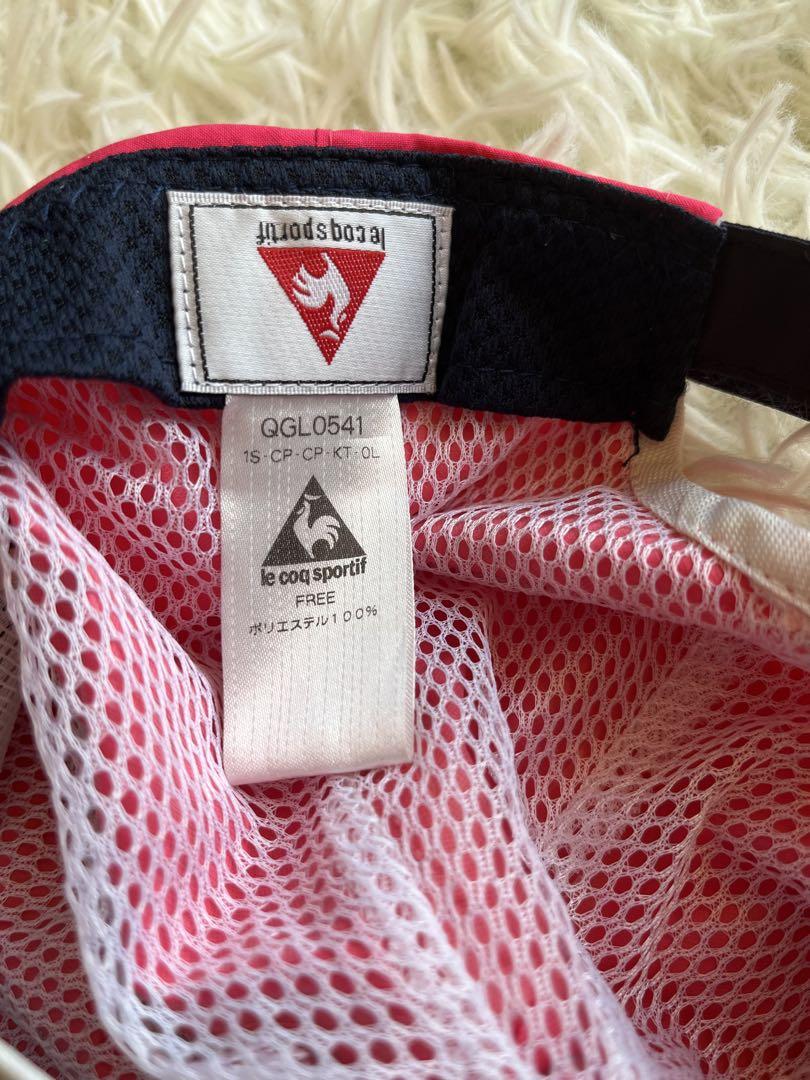 le coq sportif
QGL0541
1S-CP-CP-KT-OL
le coq sportif
FREE
ポリエステル100%